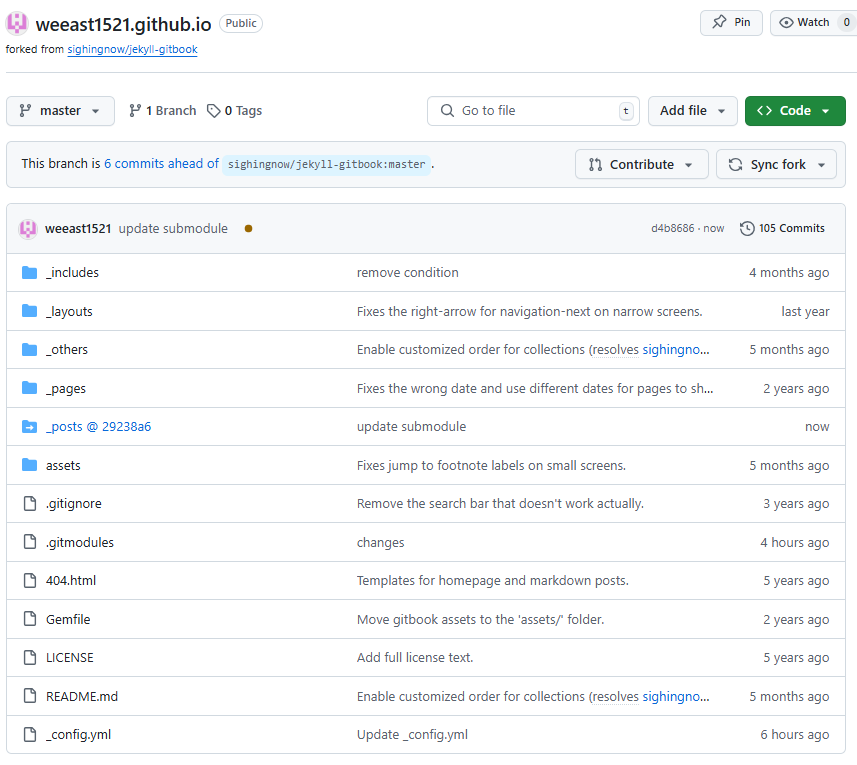 weeast1521.github.io Public Pin Watch 0
forked from sighingnow/jekyll-gitbook
master 1 Branch 0 Tags Go to file t Add file Code
This branch is 6 commits ahead of sighingnow/jekyll-gitbook:master . Contribute Sync fork
weeast1521 update submodule d4b8686 · now 105 Commits
_includes remove condition 4 months ago
_layouts Fixes the right-arrow for navigation-next on narrow screens. last year
_others Enable customized order for collections (resolves sighingno... 5 months ago
_pages Fixes the wrong date and use different dates for pages to sh... 2 years ago
_posts @ 29238a6 update submodule now
assets Fixes jump to footnote labels on small screens. 5 months ago
.gitignore Remove the search bar that doesn't work actually. 3 years ago
.gitmodules changes 4 hours ago
404.html Templates for homepage and markdown posts. 5 years ago
Gemfile Move gitbook assets to the 'assets/' folder. 2 years ago
LICENSE Add full license text. 5 years ago
README.md Enable customized order for collections (resolves sighingno... 5 months ago
_config.yml Update _config.yml 6 hours ago